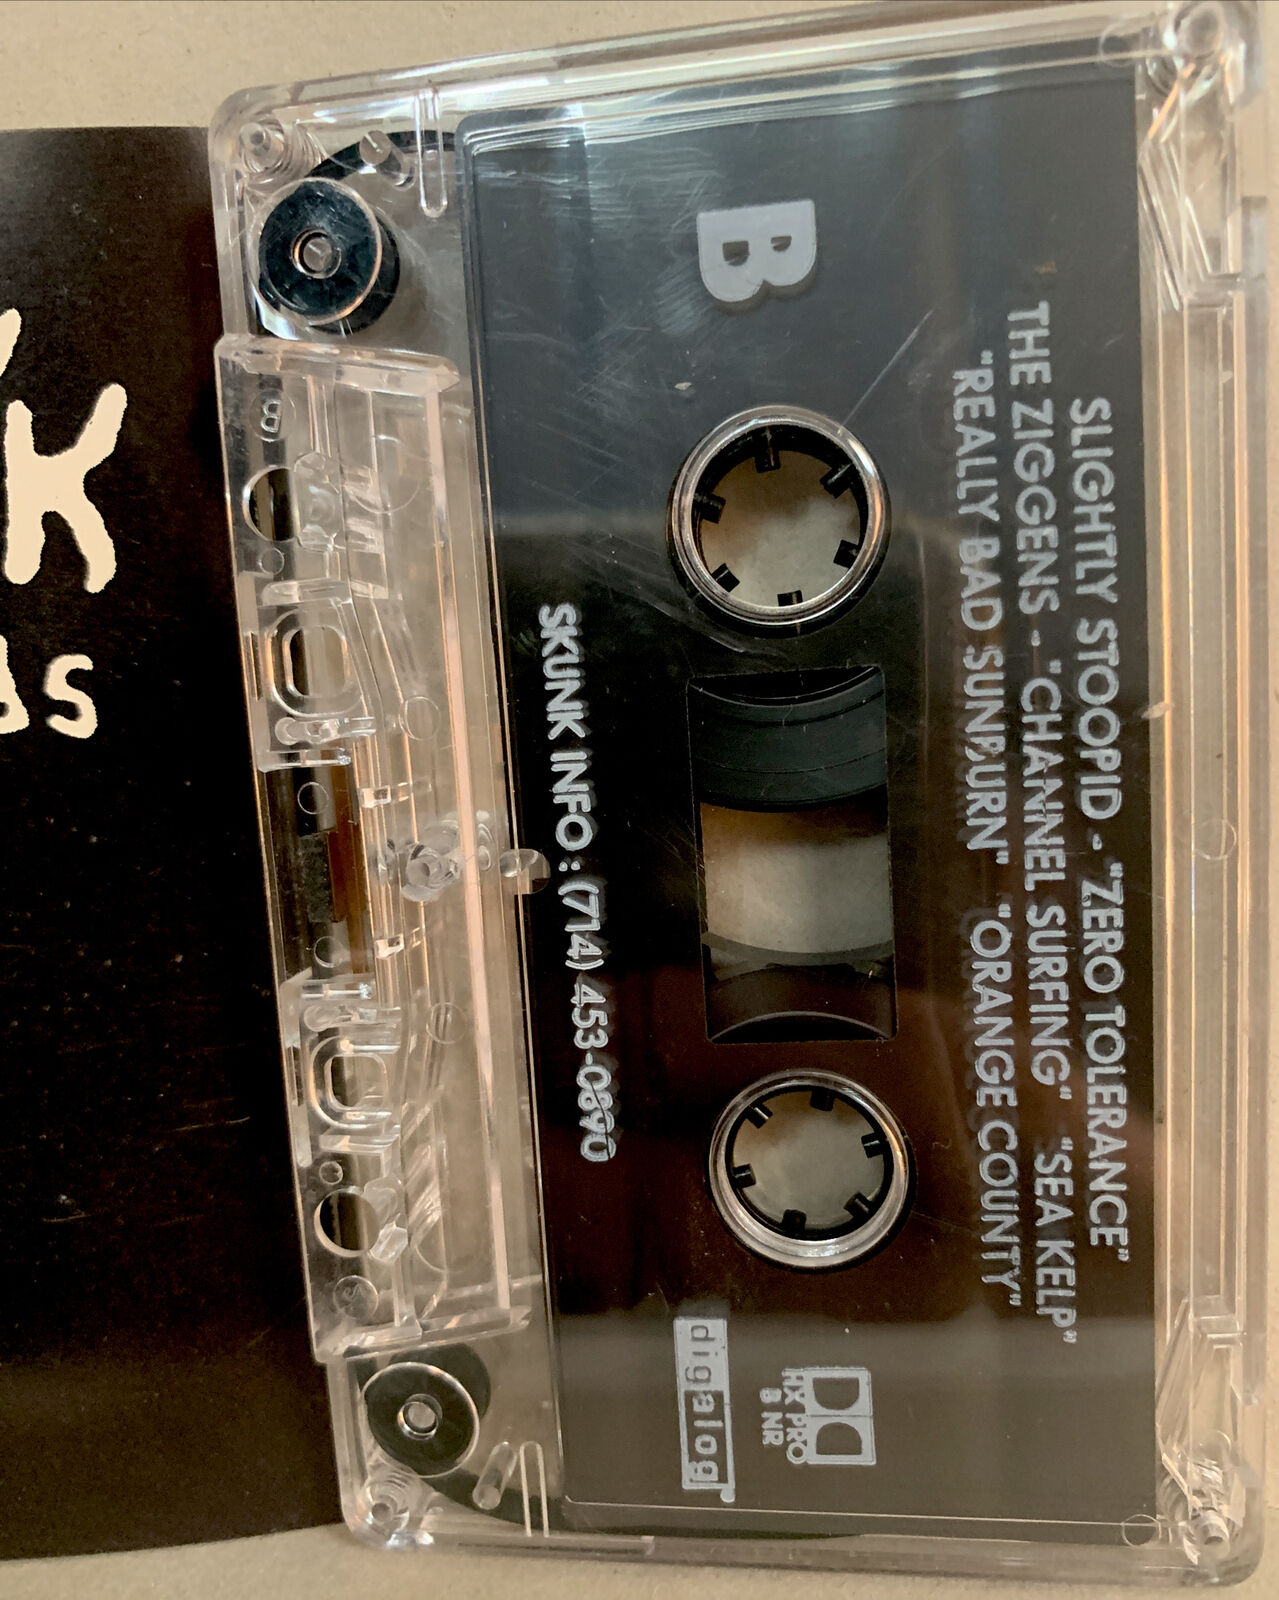 B
SLIGHTLY STOOPID - "ZERO TOLERANCE"
THE ZIGGENS - "CHANNEL SURFING" "SEA KELP"
"REALLY BAD SUNBURN" "ORANGE COUNTY"
SKUNK INFO: (714) 453-0890
HX PRO
B NR
digalog
K
s